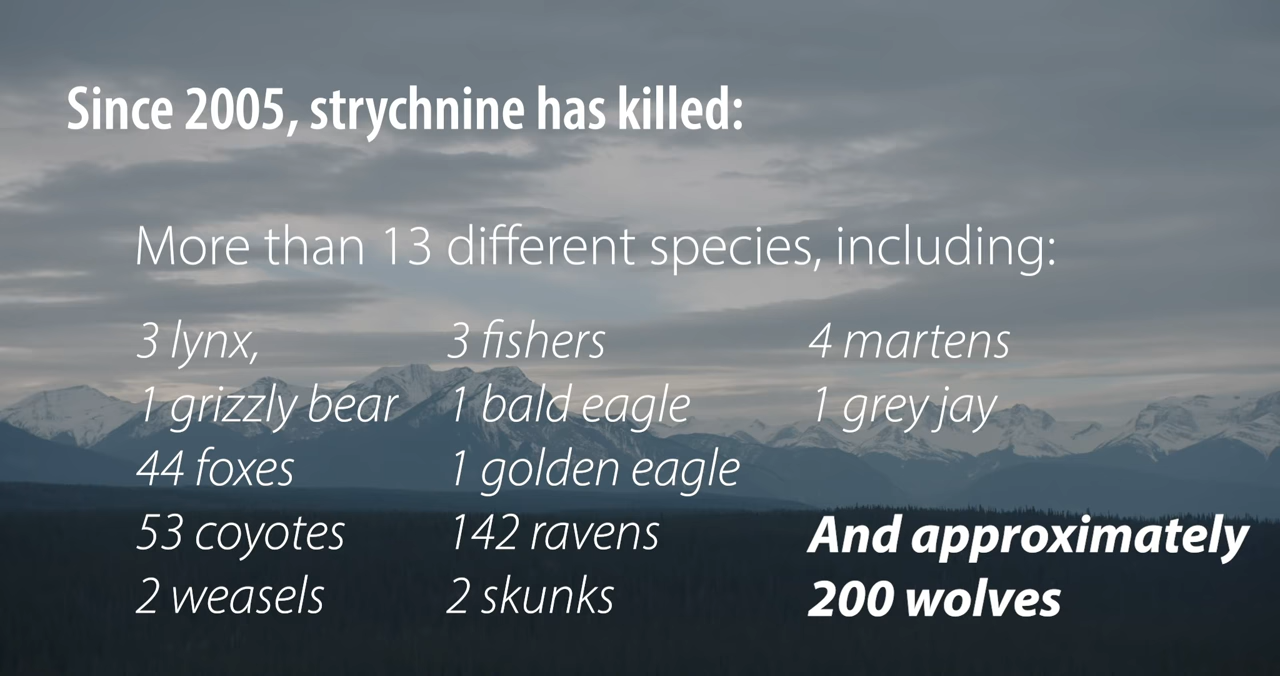 Since 2005, strychnine has killed:
More than 13 different species, including:
3 lynx,
1 grizzly bear
44 foxes
53 coyotes
2 weasels
3 fishers
1 bald eagle
1 golden eagle
142 ravens
2 skunks
4 martens
1 grey jay
And approximately
200 wolves